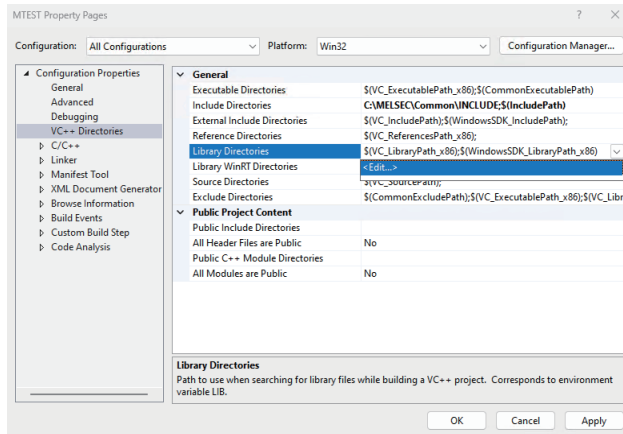 MTEST Property Pages
? ×
Configuration: All Configurations Platform: Win32 Configuration Manager...
Configuration Properties
General
Advanced
Debugging
VC++ Directories
C/C++
Linker
Manifest Tool
XML Document Generator
Browse Information
Build Events
Custom Build Step
Code Analysis
General
Executable Directories $(VC_ExecutablePath_x86);$(CommonExecutablePath)
Include Directories C:\MELSEC\Common\INCLUDE;$(IncludePath)
External Include Directories $(VC_IncludePath);$(WindowsSDK_IncludePath);
Reference Directories $(VC_ReferencesPath_x86);
Library Directories $(VC_LibraryPath_x86);$(WindowsSDK_LibraryPath_x86)
Library WinRT Directories <Edit...>
Source Directories $(VC_SourcePath);
Exclude Directories $(CommonExcludePath);$(VC_ExecutablePath_x86);$(VC_Libr
Public Project Content
Public Include Directories
All Header Files are Public No
Public C++ Module Directories
All Modules are Public No
Library Directories
Path to use when searching for library files while building a VC++ project. Corresponds to environment
variable LIB.
OK Cancel Apply